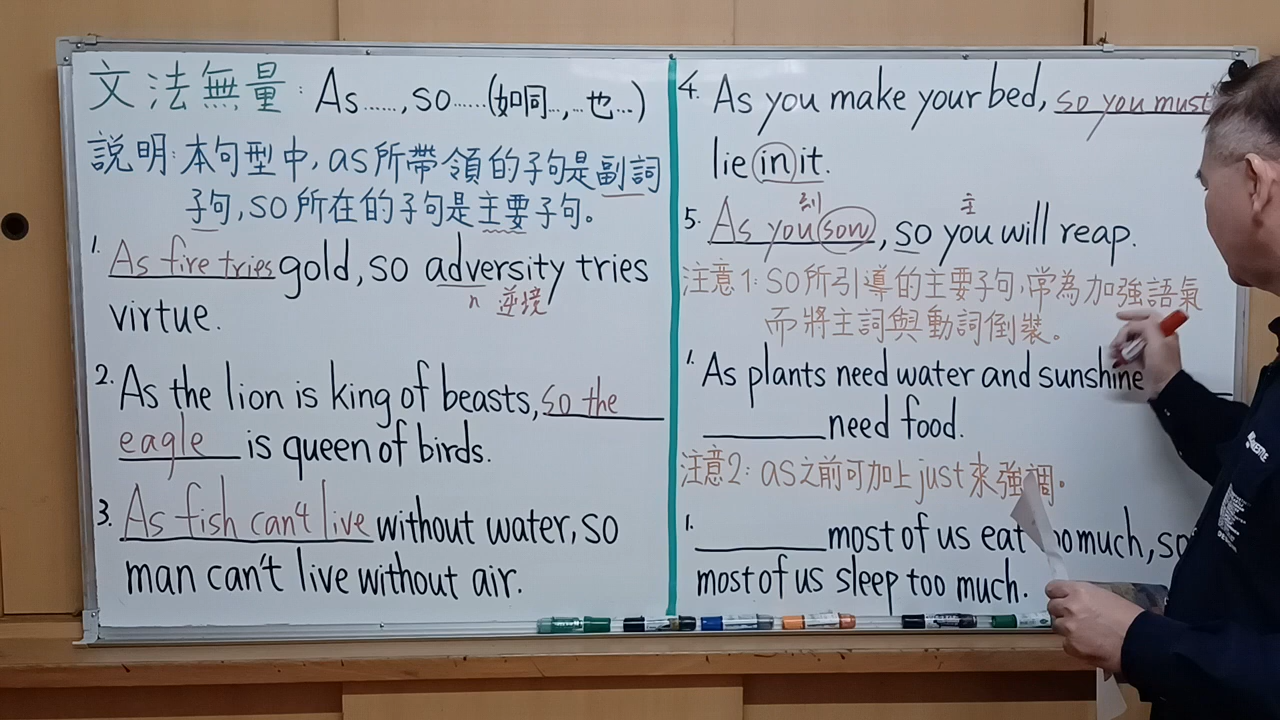 文法無量：As......, so......(如同...,...也...)
說明：本句型中, as所帶領的子句是副詞
子句, so所在的子句是主要子句。
1. As fire tries gold, so adversity tries
n 逆境
virtue.
2. As the lion is king of beasts, so the
eagle is queen of birds.
3. As fish can't live without water, so
man can't live without air.
4. As you make your bed, so you must
lie in it.
副 主
5. As you sow, so you will reap.
注意1: so所引導的主要子句,常為加強語氣
而將主詞與動詞倒裝。
1. As plants need water and sunshine
need food.
注意2: as之前可加上just來強調。
1. most of us eat too much, so
most of us sleep too much.